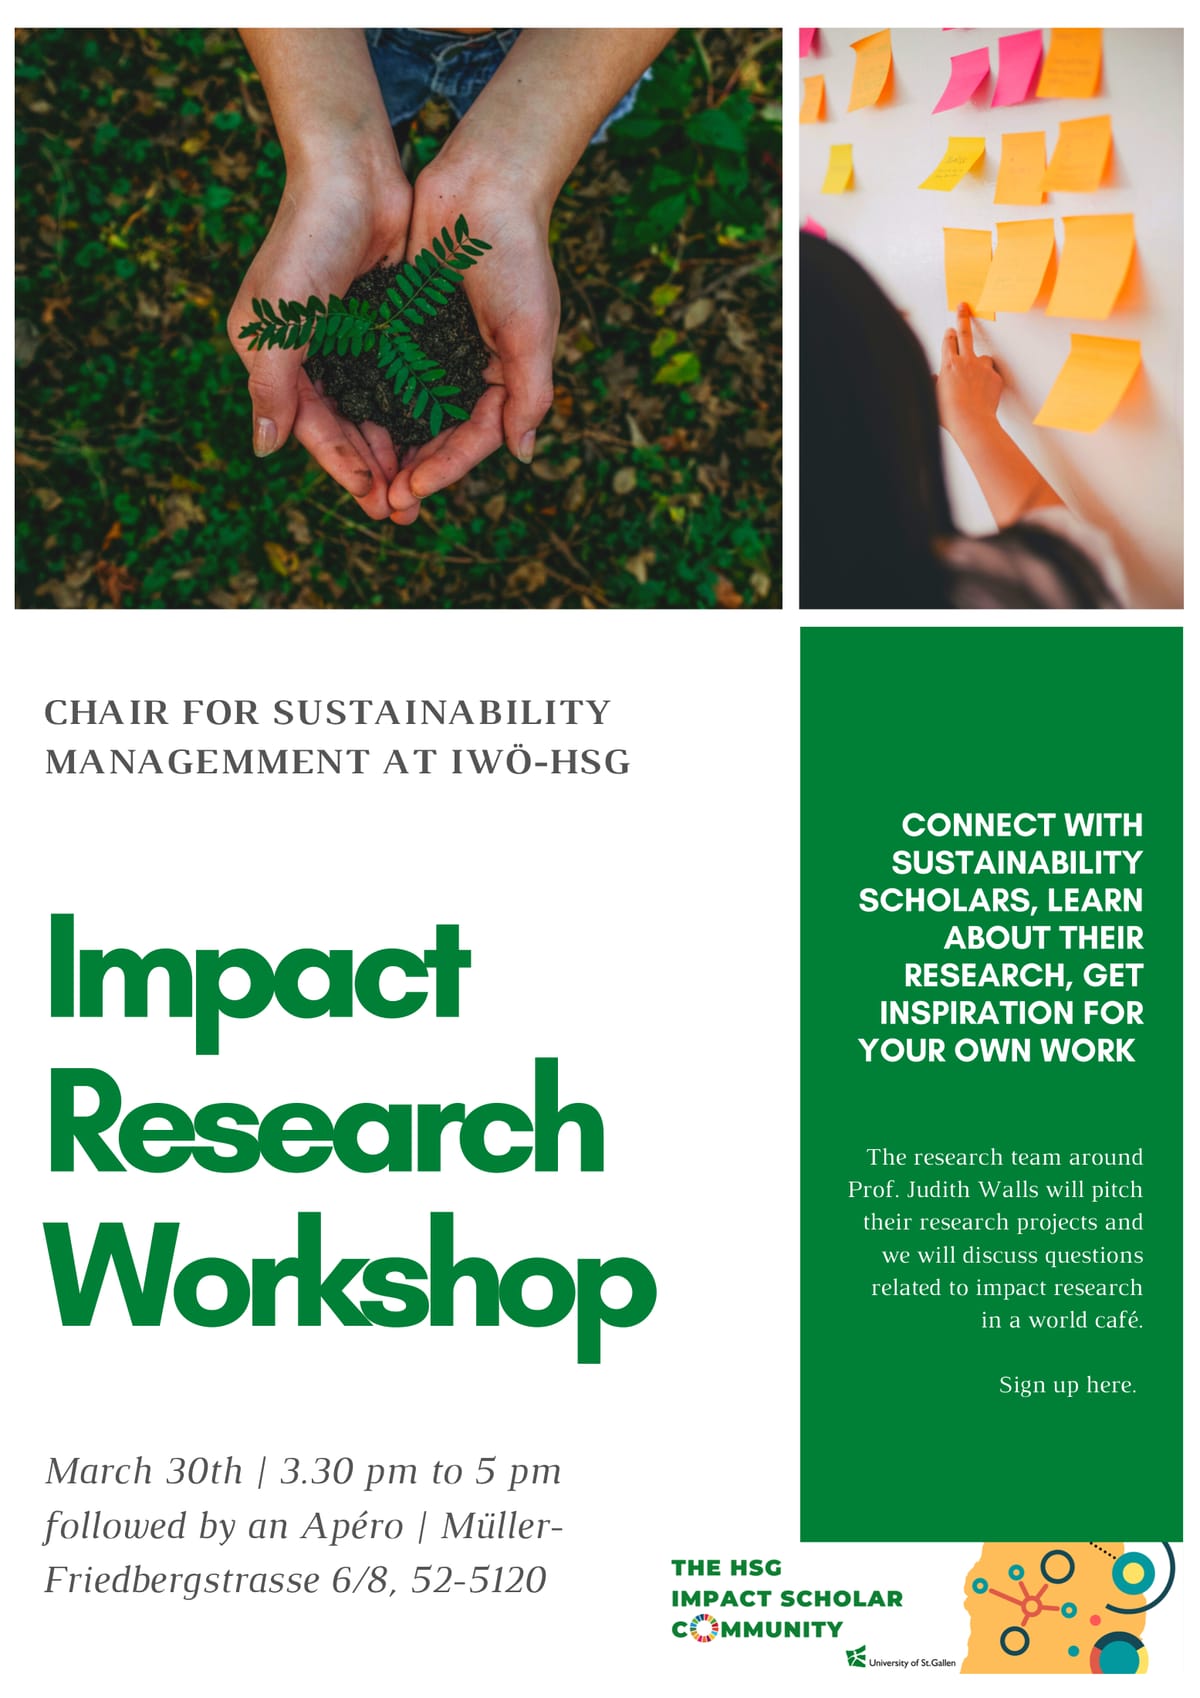 CHAIR FOR SUSTAINABILITY
MANAGEMMENT AT IWÖ-HSG
Impact
Research
Workshop
March 30th | 3.30 pm to 5 pm
followed by an Apéro | Müller-
Friedbergstrasse 6/8, 52-5120
CONNECT WITH
SUSTAINABILITY
SCHOLARS, LEARN
ABOUT THEIR
RESEARCH, GET
INSPIRATION FOR
YOUR OWN WORK
The research team around
Prof. Judith Walls will pitch
their research projects and
we will discuss questions
related to impact research
in a world café.
Sign up here.
THE HSG
IMPACT SCHOLAR
COMMUNITY
University of St.Gallen